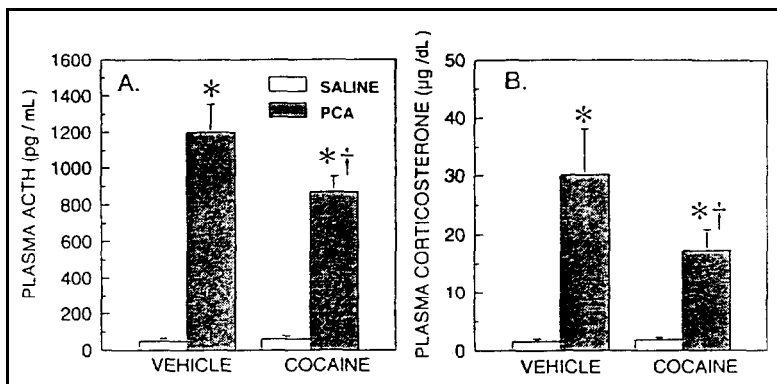 A.
PLASMA ACTH (pg / mL)
1600
1400
1200
1000
800
600
400
200
0
SALINE
PCA
*
*†
VEHICLE
COCAINE
B.
PLASMA CORTICOSTERONE (µg /dL)
50
40
30
20
10
0
*
*†
VEHICLE
COCAINE